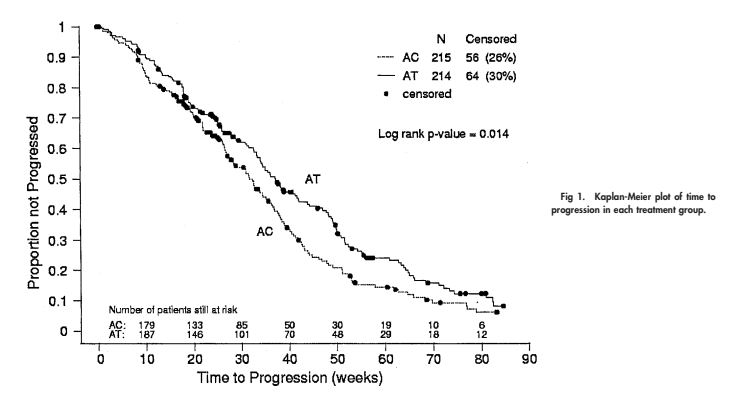 N Censored
AC 215 56 (26%)
AT 214 64 (30%)
censored
Log rank p-value = 0.014
Proportion not Progressed
1
0.9
0.8
0.7
0.6
0.5
0.4
0.3
0.2
0.1
0
AT
AC
Number of patients still at risk
AC: 179 133 85 50 30 19 10 6
AT: 187 146 101 70 48 29 18 12
0 10 20 30 40 50 60 70 80 90
Time to Progression (weeks)
Fig 1. Kaplan-Meier plot of time to
progression in each treatment group.